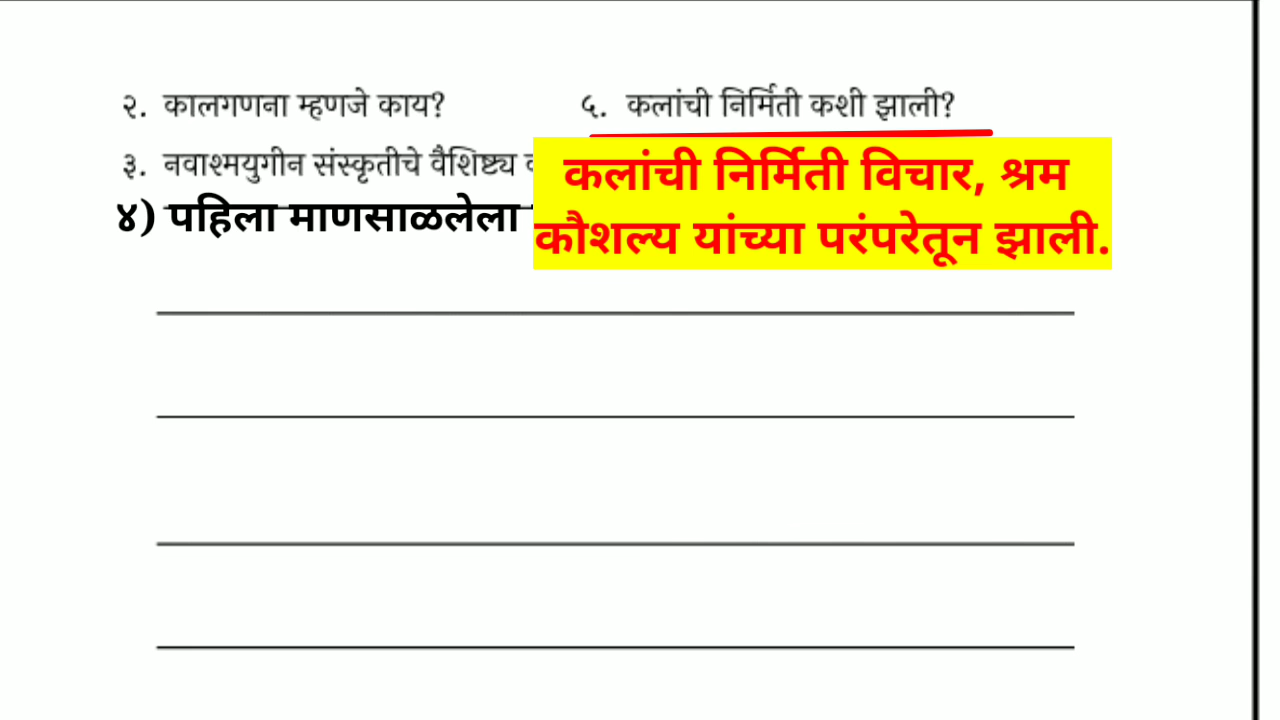 २. कालगणना म्हणजे काय?
५. कलांची निर्मिती कशी झाली?
३. नवाश्मयुगीन संस्कृतीचे वैशिष्ट्य
कलांची निर्मिती विचार, श्रम
४) पहिला माणसाळलेला
कौशल्य यांच्या परंपरेतून झाली.